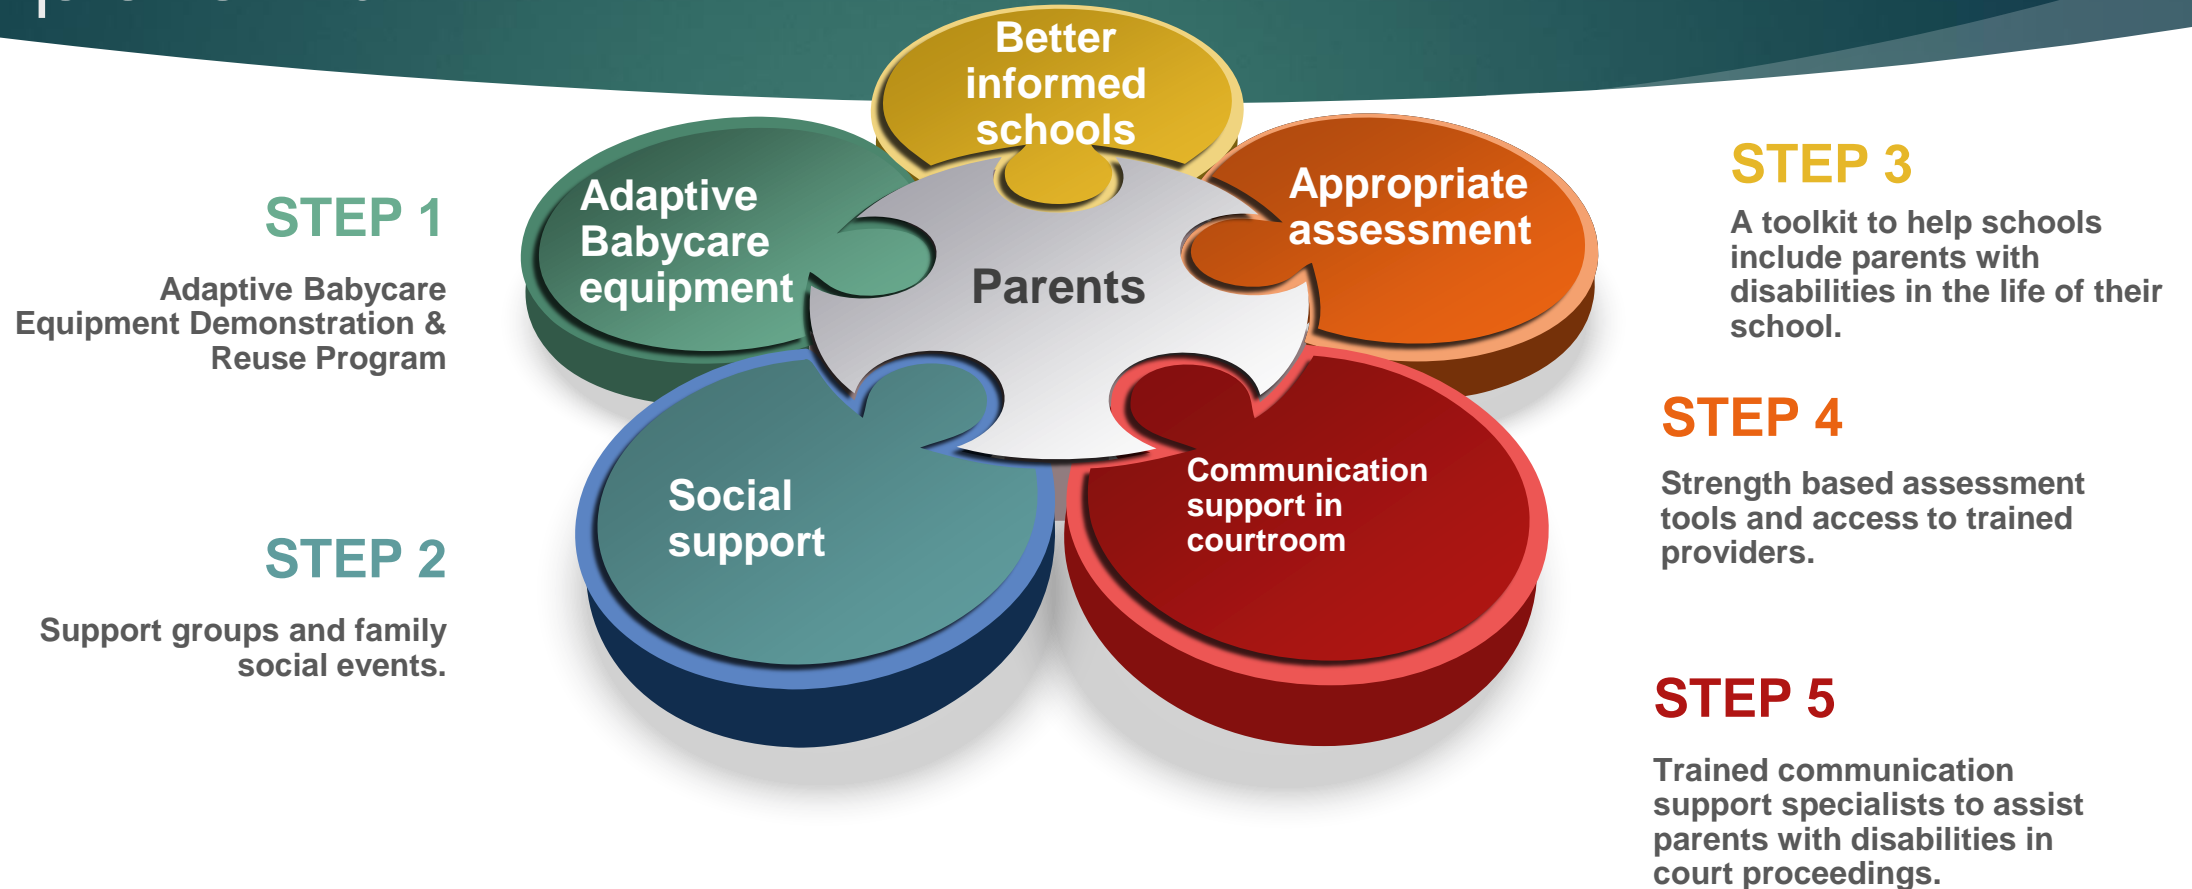 Better
informed
schools
Adaptive
Babycare
equipment
Appropriate
assessment
Parents
Social
support
Communication
support in
courtroom
STEP 1
Adaptive Babycare
Equipment Demonstration &
Reuse Program
STEP 2
Support groups and family
social events.
STEP 3
A toolkit to help schools
include parents with
disabilities in the life of their
school.
STEP 4
Strength based assessment
tools and access to trained
providers.
STEP 5
Trained communication
support specialists to assist
parents with disabilities in
court proceedings.